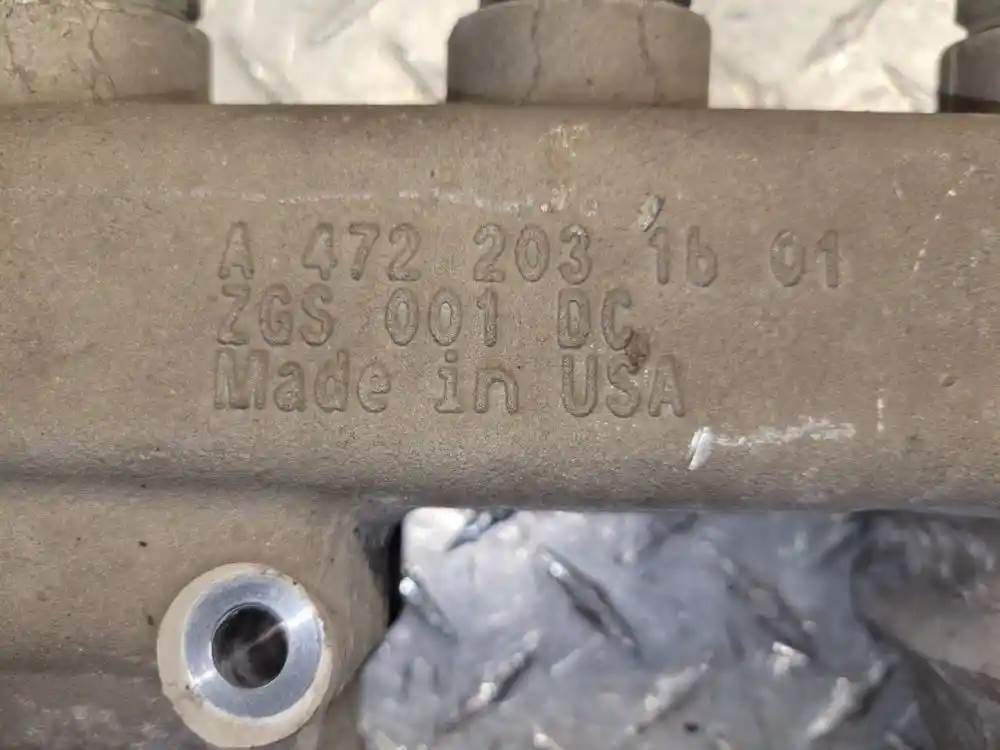 A 472 203 16 01
ZGS 001 DC
Made in USA